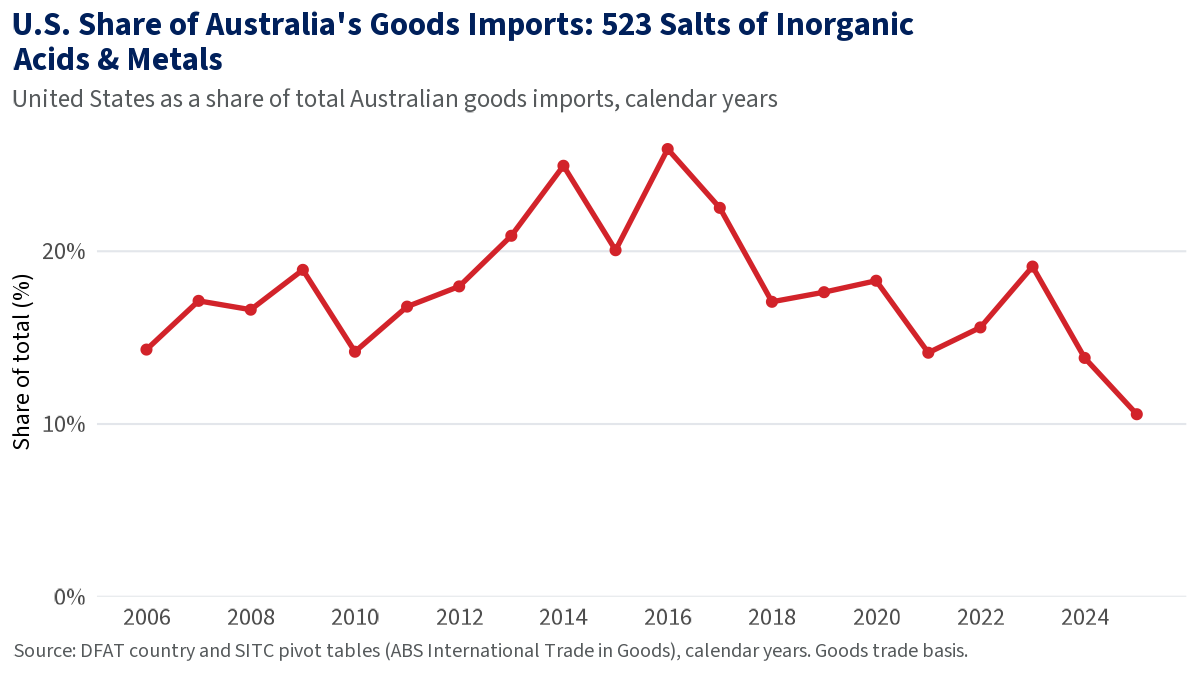 U.S. Share of Australia's Goods Imports: 523 Salts of Inorganic
Acids & Metals
United States as a share of total Australian goods imports, calendar years
Share of total (%)
20%
10%
0%
2006 2008 2010 2012 2014 2016 2018 2020 2022 2024
Source: DFAT country and SITC pivot tables (ABS International Trade in Goods), calendar years. Goods trade basis.